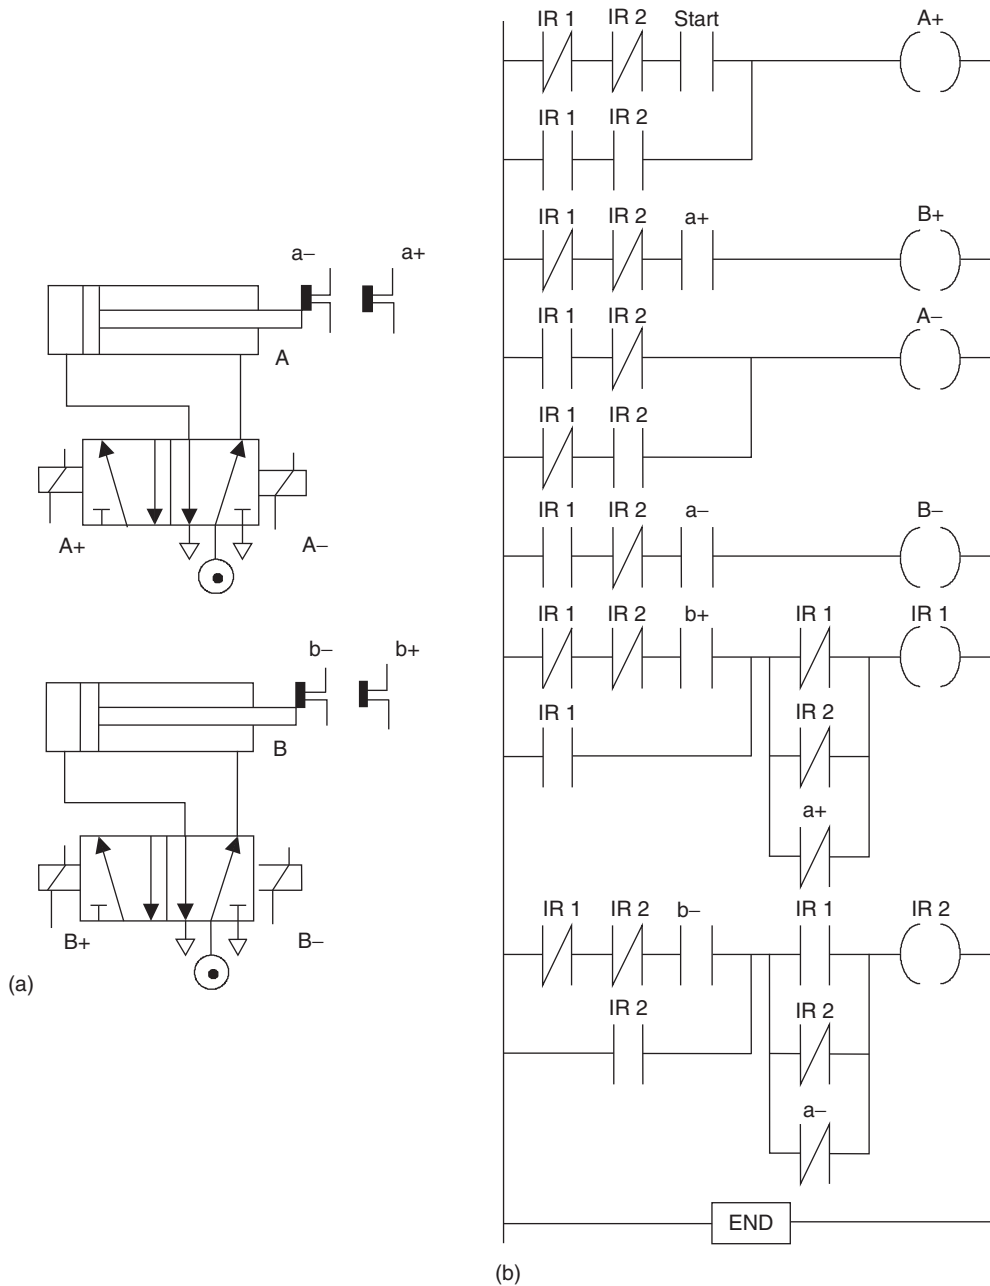 a− a+
A
A+ A−
b− b+
B
B+ B−
(a)
IR 1 IR 2 Start A+
IR 1 IR 2
IR 1 IR 2 a+ B+
IR 1 IR 2 A−
IR 1 IR 2
IR 1 IR 2 a− B−
IR 1 IR 2 b+ IR 1 IR 1
IR 1 IR 2
a+
IR 1 IR 2 b− IR 1 IR 2
IR 2 IR 2
a−
END
(b)